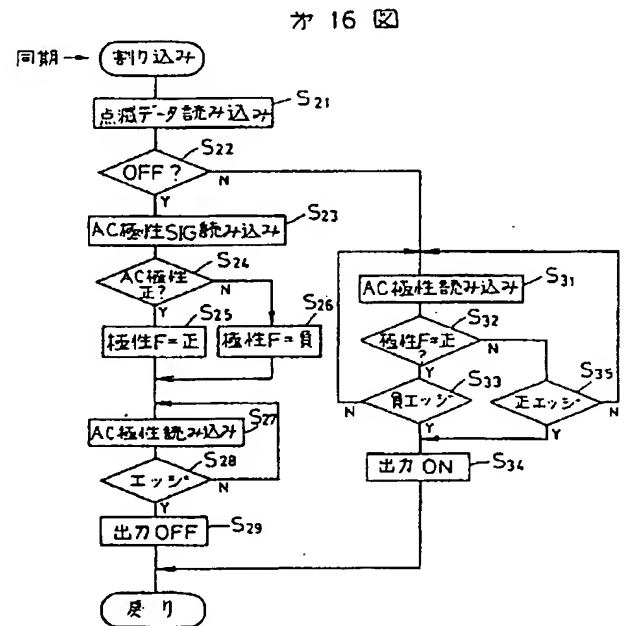 第16図
同期→
割り込み
点滅データ読み込み
S21
OFF?
S22
N
Y
AC極性SIG読み込み
S23
AC極性
正?
S24
N
Y
極性F=正
S25
極性F=負
S26
AC極性読み込み
S27
エッジ
S28
N
Y
出力OFF
S29
戻り
AC極性読み込み
S31
極性F=正
?
S32
N
Y
負エッジ
S33
N
Y
正エッジ
S35
N
Y
出力ON
S34